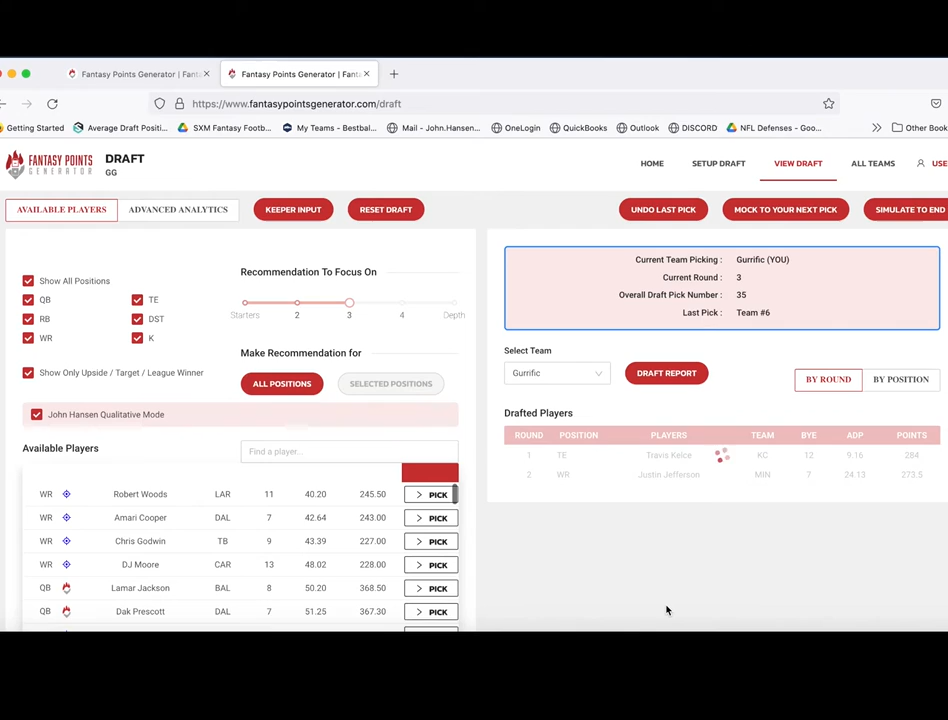 Fantasy Points Generator | Fanta
Fantasy Points Generator | Fanta
https://www.fantasypointsgenerator.com/draft
Getting Started Average Draft Positi... SXM Fantasy Footb... My Teams - Bestbal... Mail - John.Hansen... OneLogin QuickBooks Outlook DISCORD NFL Defenses - Goo... Other Book
FANTASY POINTS
GENERATOR
DRAFT
GG
HOME SETUP DRAFT VIEW DRAFT ALL TEAMS USE
AVAILABLE PLAYERS ADVANCED ANALYTICS KEEPER INPUT RESET DRAFT UNDO LAST PICK MOCK TO YOUR NEXT PICK SIMULATE TO END
Show All Positions
QB TE
RB DST
WR K
Show Only Upside / Target / League Winner
Recommendation To Focus On
Starters 2 3 4 Depth
Make Recommendation for
ALL POSITIONS SELECTED POSITIONS
John Hansen Qualitative Mode
Available Players Find a player...
WR Robert Woods LAR 11 40.20 245.50 > PICK
WR Amari Cooper DAL 7 42.64 243.00 > PICK
WR Chris Godwin TB 9 43.39 227.00 > PICK
WR DJ Moore CAR 13 48.02 228.00 > PICK
QB Lamar Jackson BAL 8 50.20 368.50 > PICK
QB Dak Prescott DAL 7 51.25 367.30 > PICK
Current Team Picking : Gurrific (YOU)
Current Round : 3
Overall Draft Pick Number : 35
Last Pick : Team #6
Select Team
Gurrific DRAFT REPORT BY ROUND BY POSITION
Drafted Players
ROUND POSITION PLAYERS TEAM BYE ADP POINTS
1 TE Travis Kelce KC 12 9.16 284
2 WR Justin Jefferson MIN 7 24.13 273.5